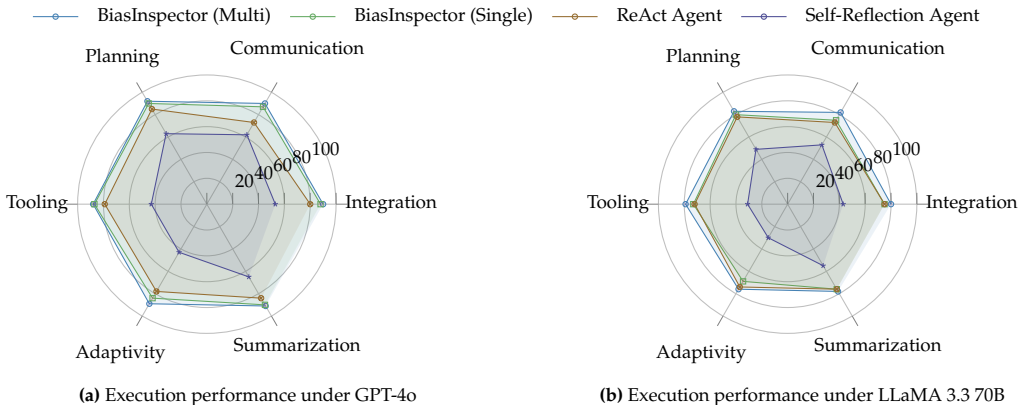 BiasInspector (Multi) BiasInspector (Single) ReAct Agent Self-Reflection Agent
Planning Communication
20 40 60 80 100
Tooling Integration
Adaptivity Summarization
(a) Execution performance under GPT-4o
Planning Communication
20 40 60 80 100
Tooling Integration
Adaptivity Summarization
(b) Execution performance under LLaMA 3.3 70B